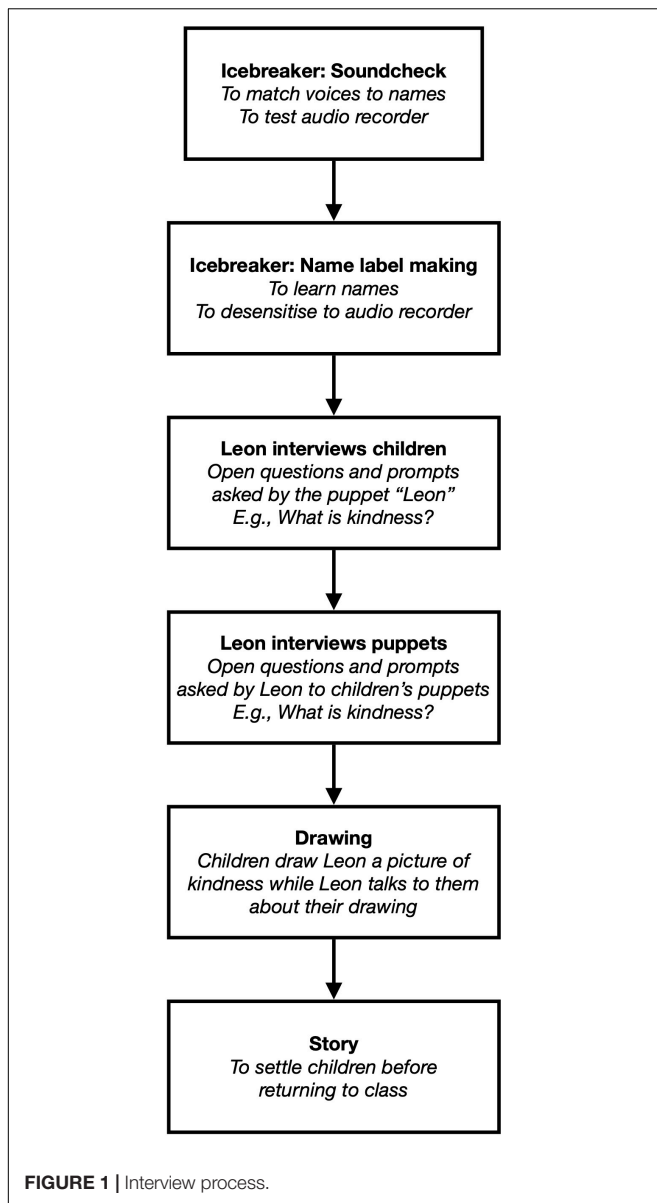 Icebreaker: Soundcheck
To match voices to names
To test audio recorder
Icebreaker: Name label making
To learn names
To desensitise to audio recorder
Leon interviews children
Open questions and prompts
asked by the puppet “Leon”
E.g., What is kindness?
Leon interviews puppets
Open questions and prompts
asked by Leon to children’s puppets
E.g., What is kindness?
Drawing
Children draw Leon a picture of
kindness while Leon talks to them
about their drawing
Story
To settle children before
returning to class
FIGURE 1 | Interview process.